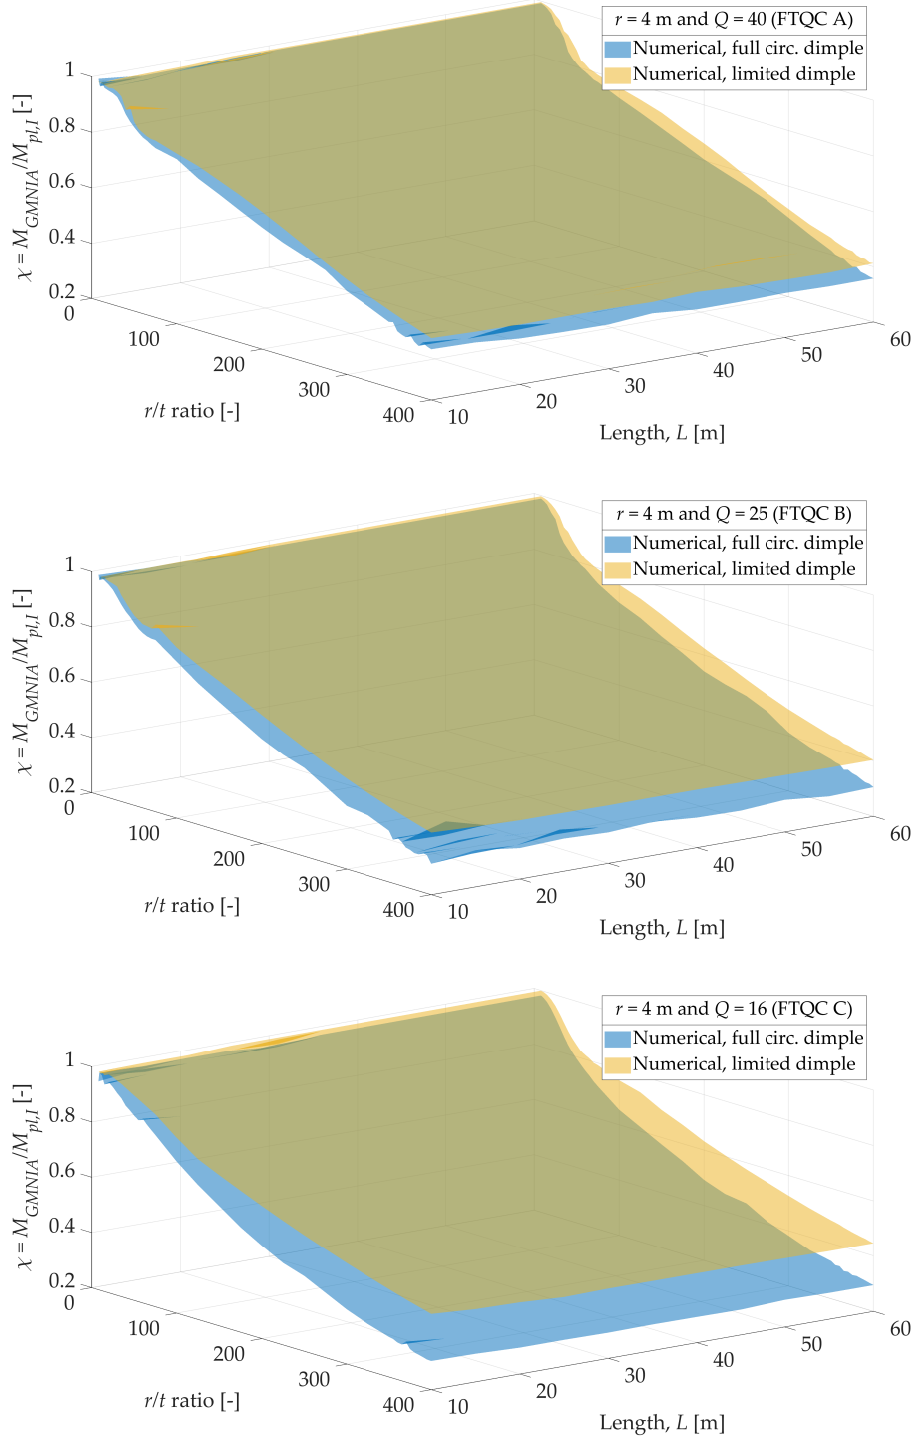 r = 4 m and Q = 40 (FTQC A)
Numerical, full circ. dimple
Numerical, limited dimple
1
0.8
0.6
0.4
0.2
χ = M_GMNIA/M_pl,I [-]
0
100
200
300
400
r/t ratio [-]
10
20
30
40
50
60
Length, L [m]
r = 4 m and Q = 25 (FTQC B)
Numerical, full circ. dimple
Numerical, limited dimple
1
0.8
0.6
0.4
0.2
χ = M_GMNIA/M_pl,I [-]
0
100
200
300
400
r/t ratio [-]
10
20
30
40
50
60
Length, L [m]
r = 4 m and Q = 16 (FTQC C)
Numerical, full circ. dimple
Numerical, limited dimple
1
0.8
0.6
0.4
0.2
χ = M_GMNIA/M_pl,I [-]
0
100
200
300
400
r/t ratio [-]
10
20
30
40
50
60
Length, L [m]